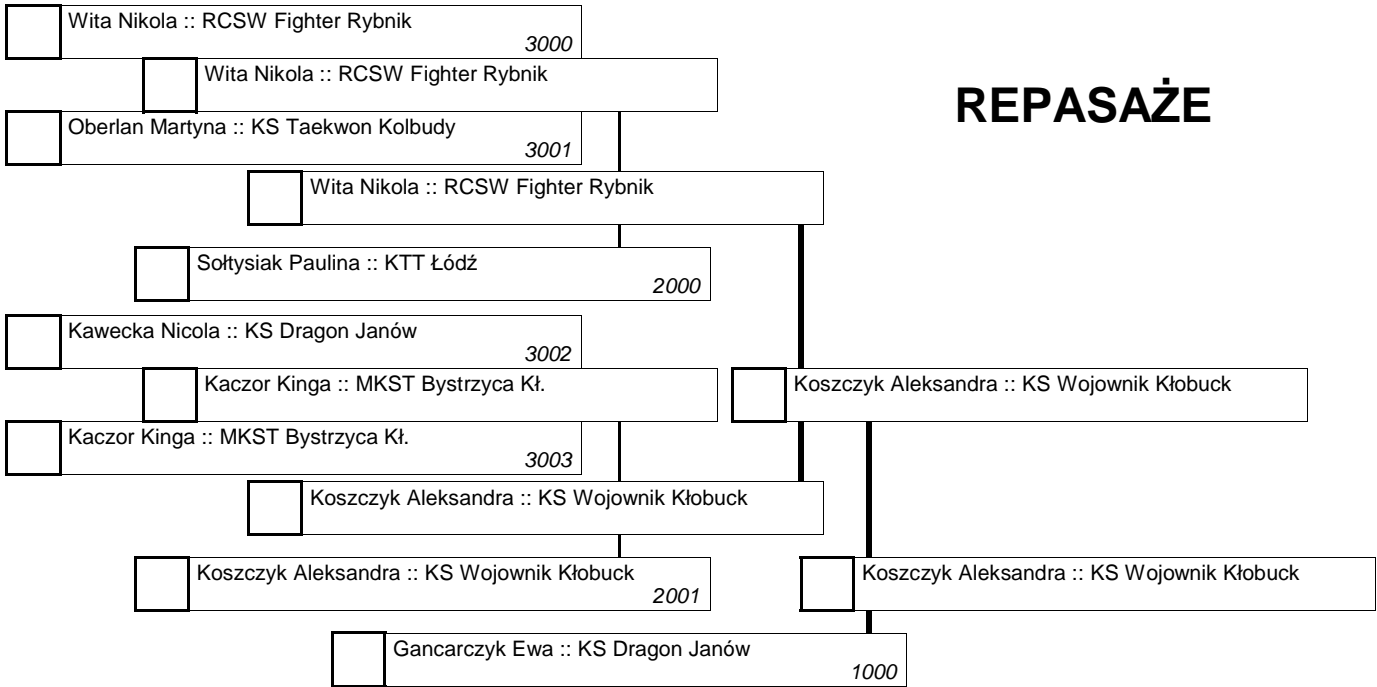 Wita Nikola :: RCSW Fighter Rybnik
3000
Wita Nikola :: RCSW Fighter Rybnik
REPASAŻE
Oberlan Martyna :: KS Taekwon Kolbudy
3001
Wita Nikola :: RCSW Fighter Rybnik
Sołtysiak Paulina :: KTT Łódź
2000
Kawecka Nicola :: KS Dragon Janów
3002
Kaczor Kinga :: MKST Bystrzyca Kł.
Koszczyk Aleksandra :: KS Wojownik Kłobuck
Kaczor Kinga :: MKST Bystrzyca Kł.
3003
Koszczyk Aleksandra :: KS Wojownik Kłobuck
Koszczyk Aleksandra :: KS Wojownik Kłobuck
2001
Koszczyk Aleksandra :: KS Wojownik Kłobuck
Gancarczyk Ewa :: KS Dragon Janów
1000